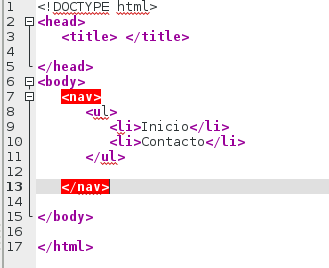 1 <!DOCTYPE html>
2 <head>
3 <title> </title>
4
5 </head>
6 <body>
7 <nav>
8 <ul>
9 <li>Inicio</li>
10 <li>Contacto</li>
11 </ul>
12
13 </nav>
14
15 </body>
16
17 </html>